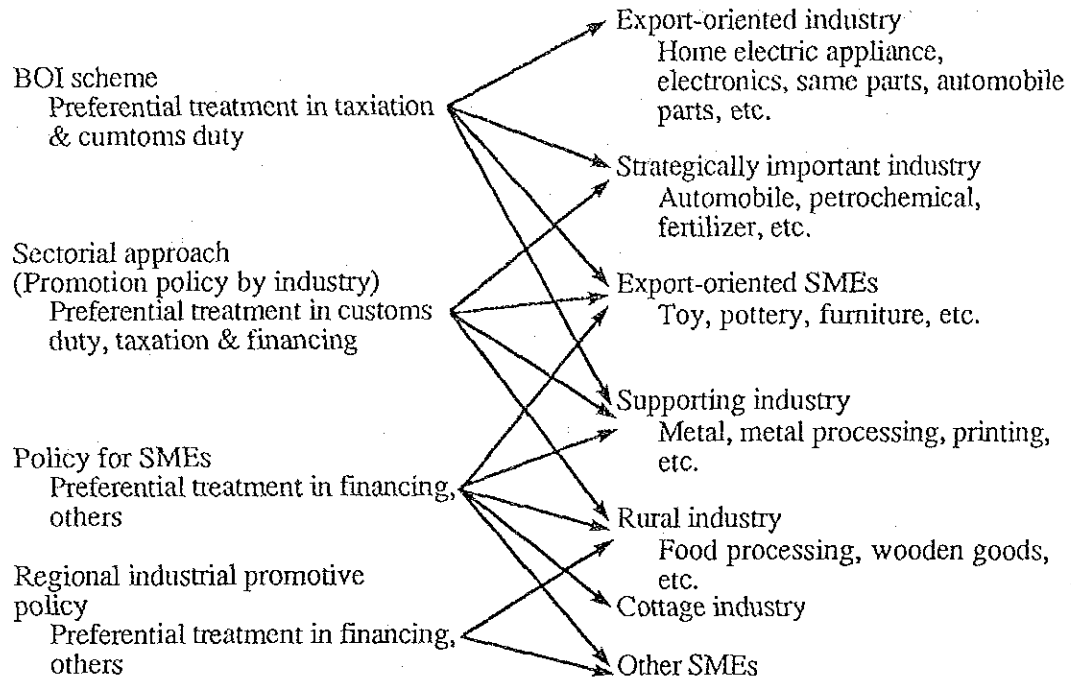 BOI scheme
Preferential treatment in taxiation
& cumtoms duty
Sectorial approach
(Promotion policy by industry)
Preferential treatment in customs
duty, taxation & financing
Policy for SMEs
Preferential treatment in financing,
others
Regional industrial promotive
policy
Preferential treatment in financing,
others
Export-oriented industry
Home electric appliance,
electronics, same parts, automobile
parts, etc.
Strategically important industry
Automobile, petrochemical,
fertilizer, etc.
Export-oriented SMEs
Toy, pottery, furniture, etc.
Supporting industry
Metal, metal processing, printing,
etc.
Rural industry
Food processing, wooden goods,
etc.
Cottage industry
Other SMEs